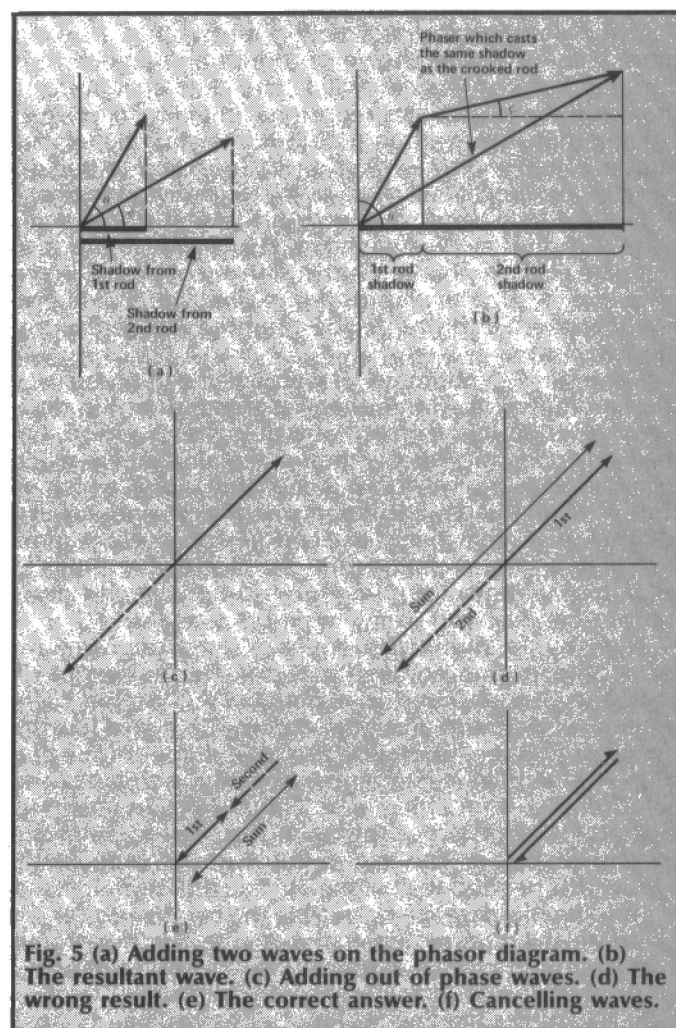 Phaser which casts
the same shadow
as the crooked rod
Shadow from
1st rod
Shadow from
2nd rod
(a)
1st rod
shadow
2nd rod
shadow
(b)
(c)
Sum
1st
2nd
(d)
1st
Second
Sum
(e)
(f)
Fig. 5 (a) Adding two waves on the phasor diagram. (b)
The resultant wave. (c) Adding out of phase waves. (d) The
wrong result. (e) The correct answer. (f) Cancelling waves.